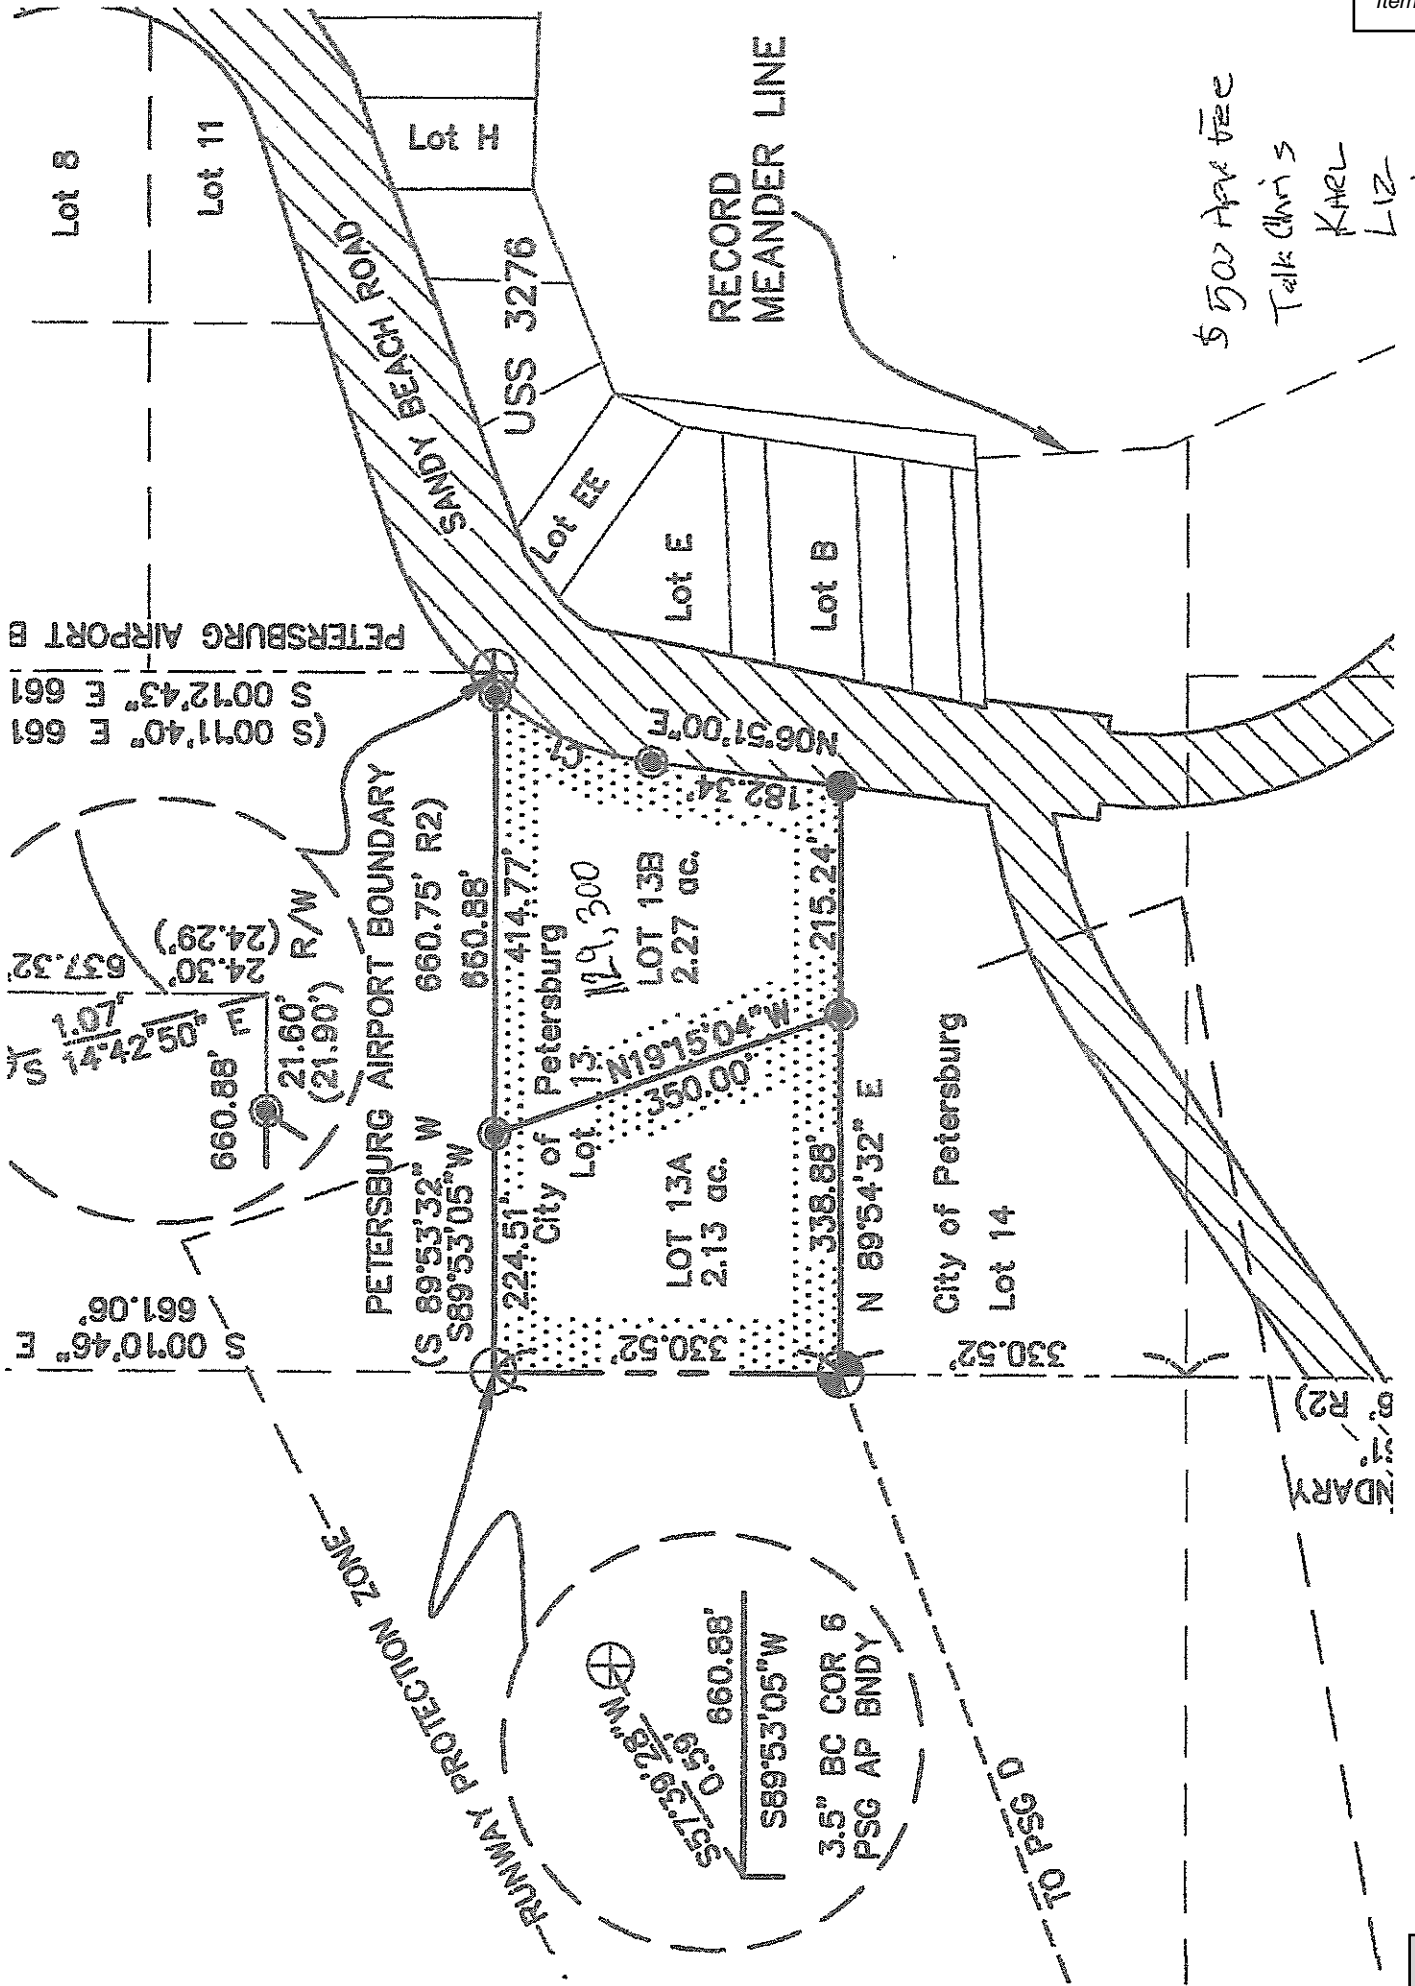 Item
Lot 8
Lot 11
Lot H
SANDY BEACH ROAD
USS 3276
RECORD
MEANDER LINE
Lot EE
Lot E
Lot B
Talk Chris
KARL
LIZ
PETERSBURG AIRPORT B
S 00°12'43" E 661
(S 00°11'40" E 661
637.32'
24.30'
(24.29')
R/W
1.07'
14°42'50" E
660.88'
21.60'
(21.90')
PETERSBURG AIRPORT BOUNDARY
(S 89°53'32" W 660.75' R2)
S89°53'05"W 660.88'
224.51'
414.77'
City of Petersburg
Lot 13
129,300
LOT 13B
2.27 ac.
C1
N06°51'00"E
182.34'
N19°15'04"W
350.00'
LOT 13A
2.13 ac.
330.52'
338.88'
215.24'
N 89°54'32" E
City of Petersburg
Lot 14
330.52'
S 00°10'46" E
661.06'
RUNWAY PROTECTION ZONE
S57°39'28"W
0.59'
660.88'
S89°53'05"W
3.5" BC COR 6
PSG AP BNDY
TO PSG D
R2)
NDARY